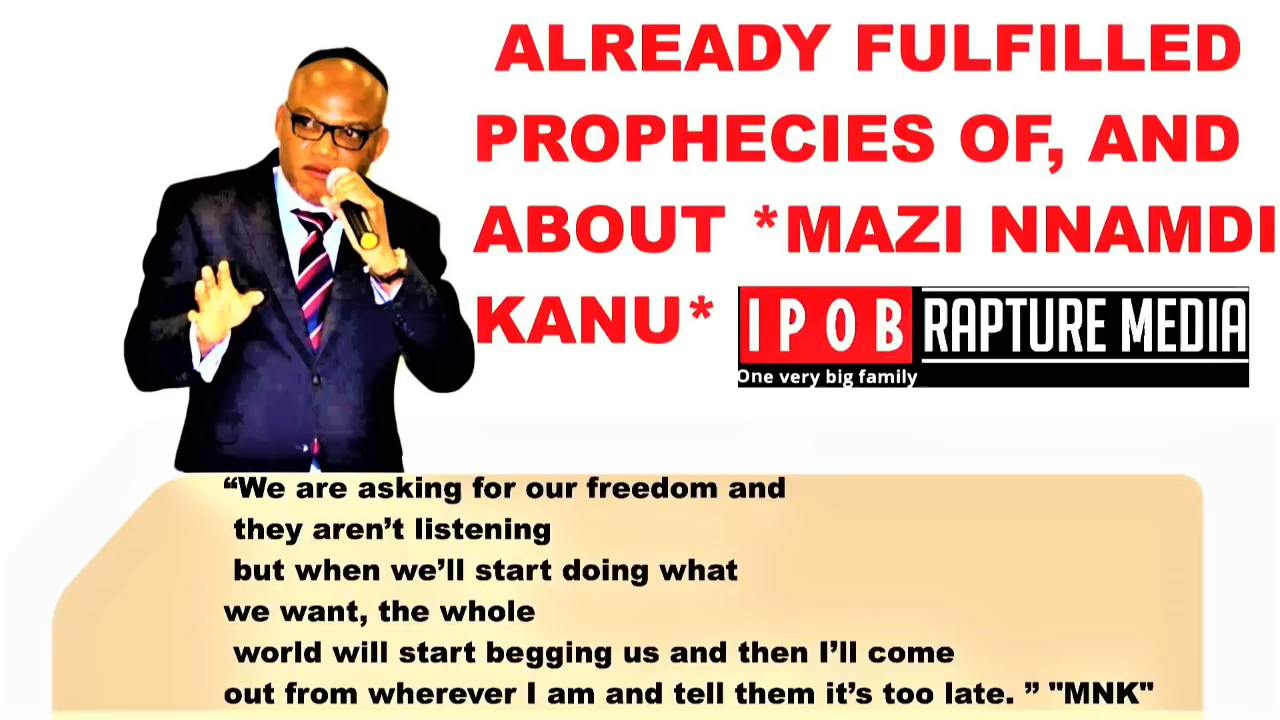 ALREADY FULFILLED
PROPHECIES OF, AND
ABOUT *MAZI NNAMDI
KANU*
IPOB RAPTURE MEDIA
One very big family
“We are asking for our freedom and
they aren’t listening
but when we’ll start doing what
we want, the whole
world will start begging us and then I’ll come
out from wherever I am and tell them it’s too late. ” "MNK"